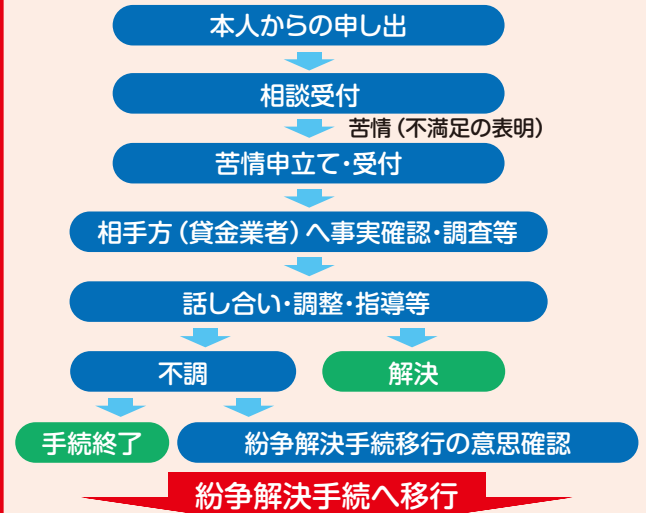 本人からの申し出
相談受付
苦情（不満足の表明）
苦情申立て・受付
相手方（貸金業者）へ事実確認・調査等
話し合い・調整・指導等
不調
解決
手続終了
紛争解決手続移行の意思確認
紛争解決手続へ移行